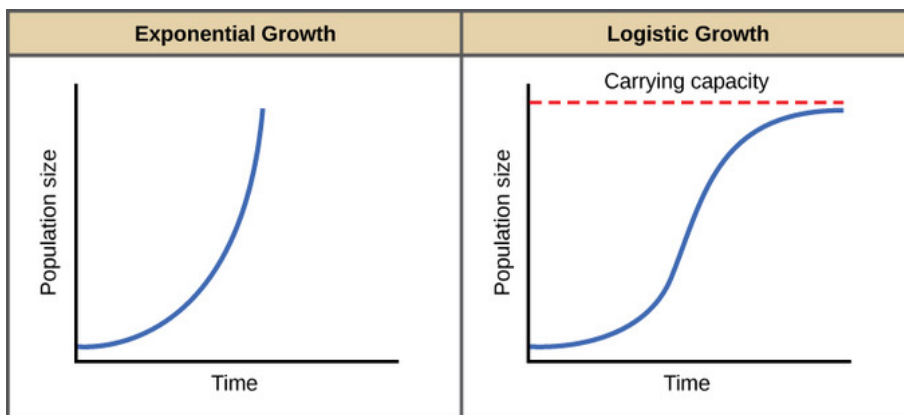 Exponential Growth
Logistic Growth
Population size
Time
Carrying capacity
Population size
Time